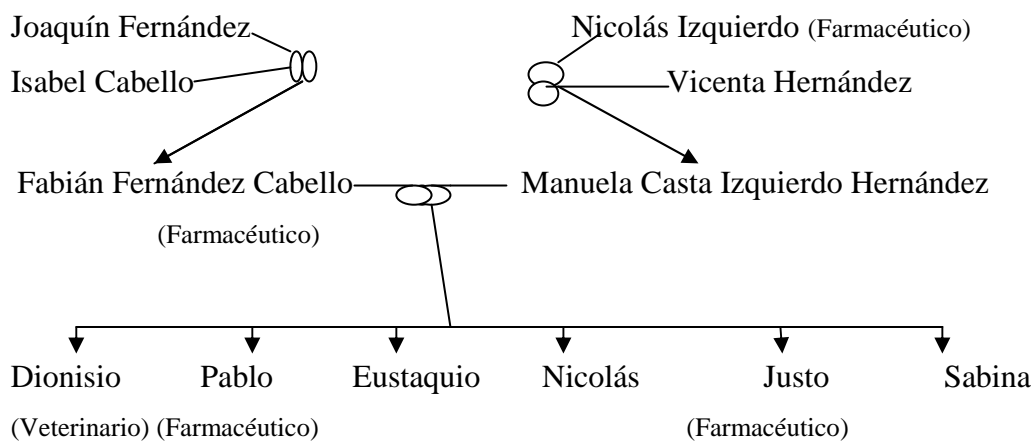 Joaquín Fernández Nicolás Izquierdo (Farmacéutico)
Isabel Cabello Vicenta Hernández
Fabián Fernández Cabello Manuela Casta Izquierdo Hernández
(Farmacéutico)
Dionisio Pablo Eustaquio Nicolás Justo Sabina
(Veterinario) (Farmacéutico) (Farmacéutico)